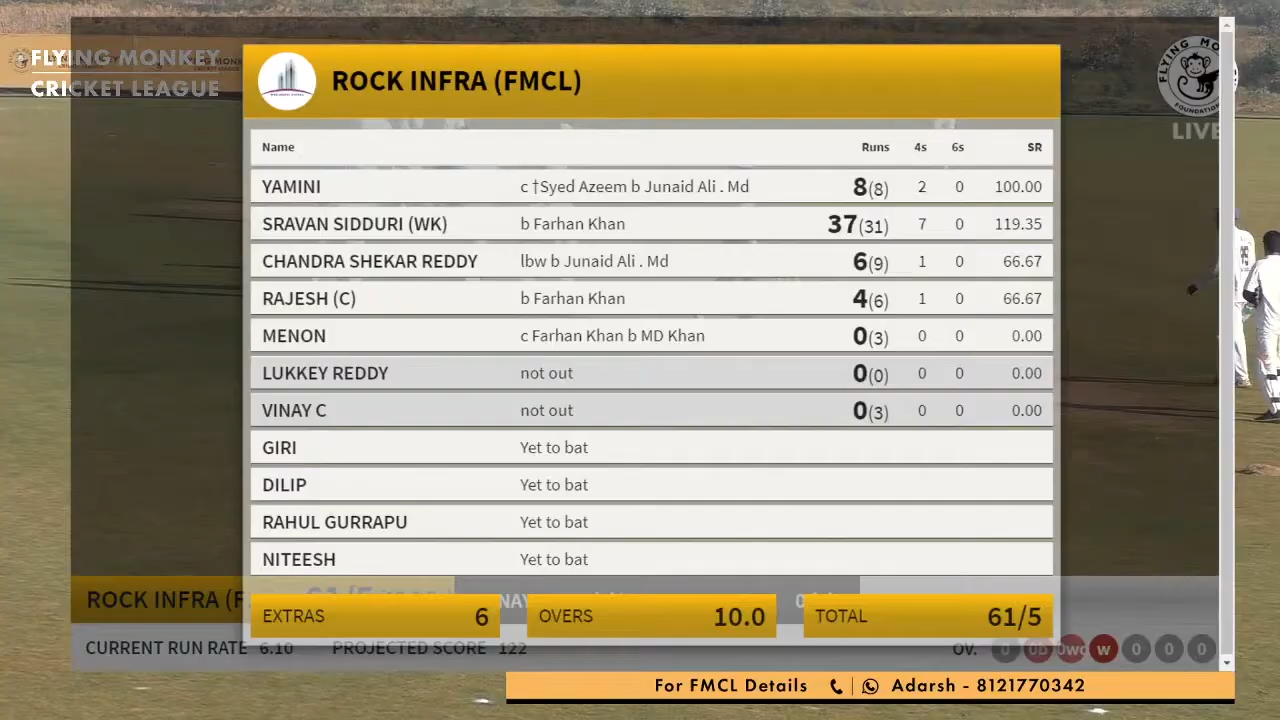 FLYING MONKEY
CRICKET LEAGUE
ROCK INFRA (FMCL)
FLYING MO
FOUNDATION
LIVE
Name Runs 4s 6s SR
YAMINI c †Syed Azeem b Junaid Ali . Md 8(8) 2 0 100.00
SRAVAN SIDDURI (WK) b Farhan Khan 37(31) 7 0 119.35
CHANDRA SHEKAR REDDY lbw b Junaid Ali . Md 6(9) 1 0 66.67
RAJESH (C) b Farhan Khan 4(6) 1 0 66.67
MENON c Farhan Khan b MD Khan 0(3) 0 0 0.00
LUKKEY REDDY not out 0(0) 0 0 0.00
VINAY C not out 0(3) 0 0 0.00
GIRI Yet to bat
DILIP Yet to bat
RAHUL GURRAPU Yet to bat
NITEESH Yet to bat
ROCK INFRA (F
EXTRAS 6 OVERS 10.0 TOTAL 61/5
CURRENT RUN RATE 6.10 PROJECTED SCORE 122 OV. 0 w 0 0 0
For FMCL Details Adarsh - 8121770342